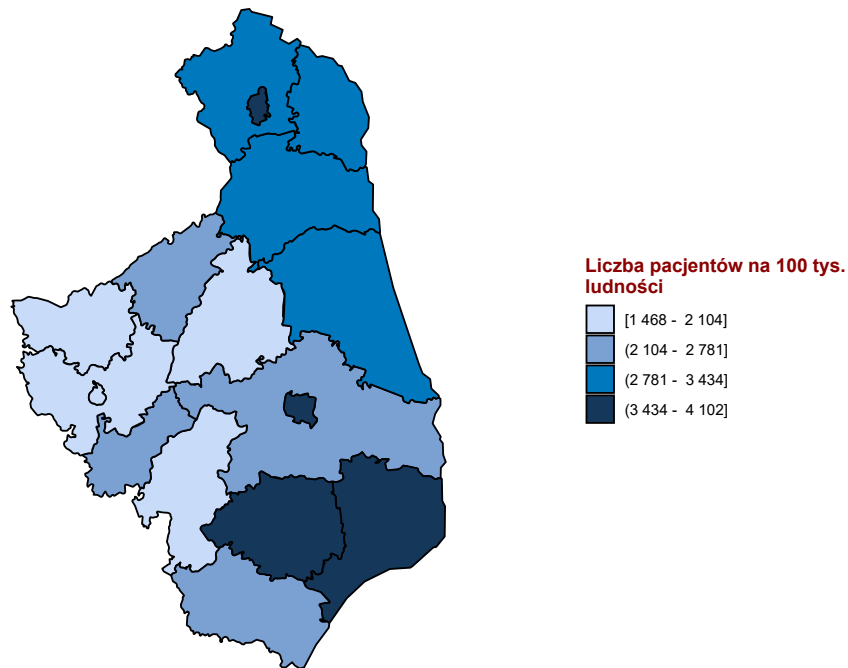 Liczba pacjentów na 100 tys.
ludności
[1 468 - 2 104]
(2 104 - 2 781]
(2 781 - 3 434]
(3 434 - 4 102]